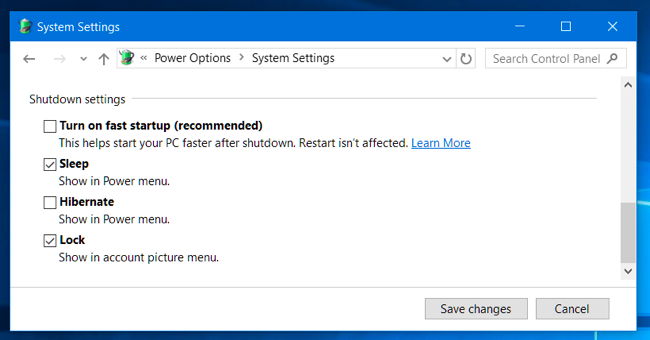 System Settings
« Power Options > System Settings
Search Control Panel
Shutdown settings
Turn on fast startup (recommended)
This helps start your PC faster after shutdown. Restart isn't affected. Learn More
Sleep
Show in Power menu.
Hibernate
Show in Power menu.
Lock
Show in account picture menu.
Save changes
Cancel